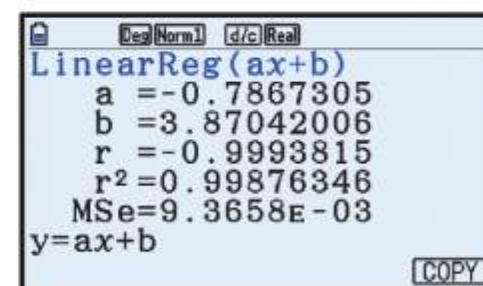 Deg Norm1 d/c Real
LinearReg(ax+b)
a =-0.7867305
b =3.87042006
r =-0.9993815
r²=0.99876346
MSe=9.3658ᴇ-03
y=ax+b
COPY